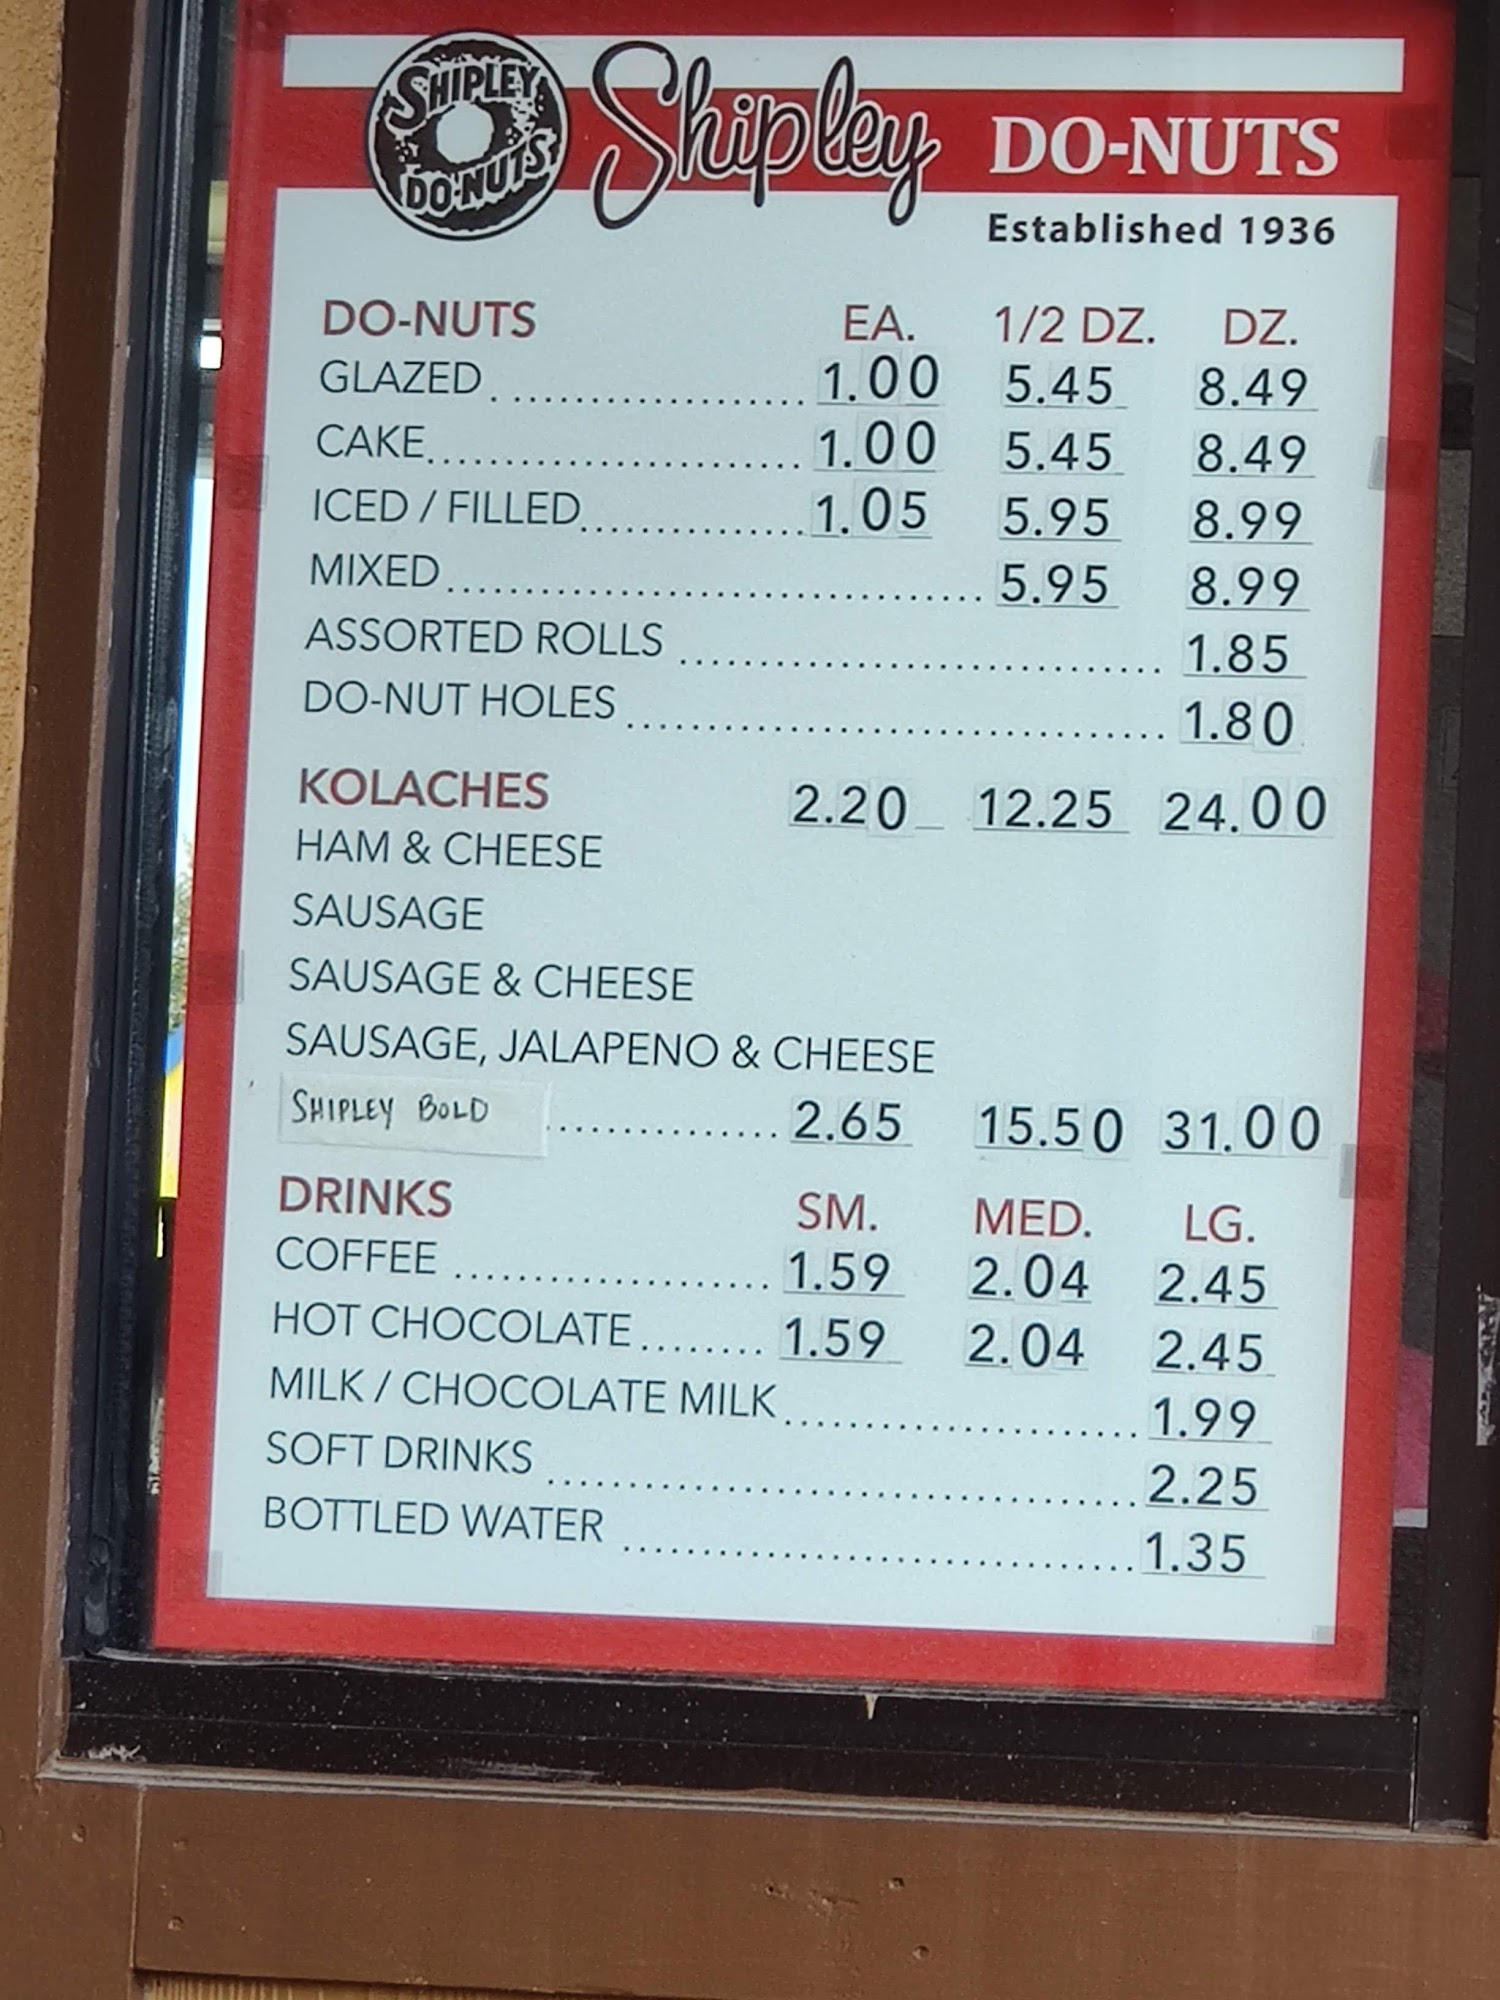 SHIPLEY DO-NUTS
Shipley DO-NUTS
Established 1936
DO-NUTS EA. 1/2 DZ. DZ.
GLAZED 1.00 5.45 8.49
CAKE 1.00 5.45 8.49
ICED / FILLED 1.05 5.95 8.99
MIXED 5.95 8.99
ASSORTED ROLLS 1.85
DO-NUT HOLES 1.80
KOLACHES 2.20 12.25 24.00
HAM & CHEESE
SAUSAGE
SAUSAGE & CHEESE
SAUSAGE, JALAPENO & CHEESE
SHIPLEY BOLD 2.65 15.50 31.00
DRINKS SM. MED. LG.
COFFEE 1.59 2.04 2.45
HOT CHOCOLATE 1.59 2.04 2.45
MILK / CHOCOLATE MILK 1.99
SOFT DRINKS 2.25
BOTTLED WATER 1.35